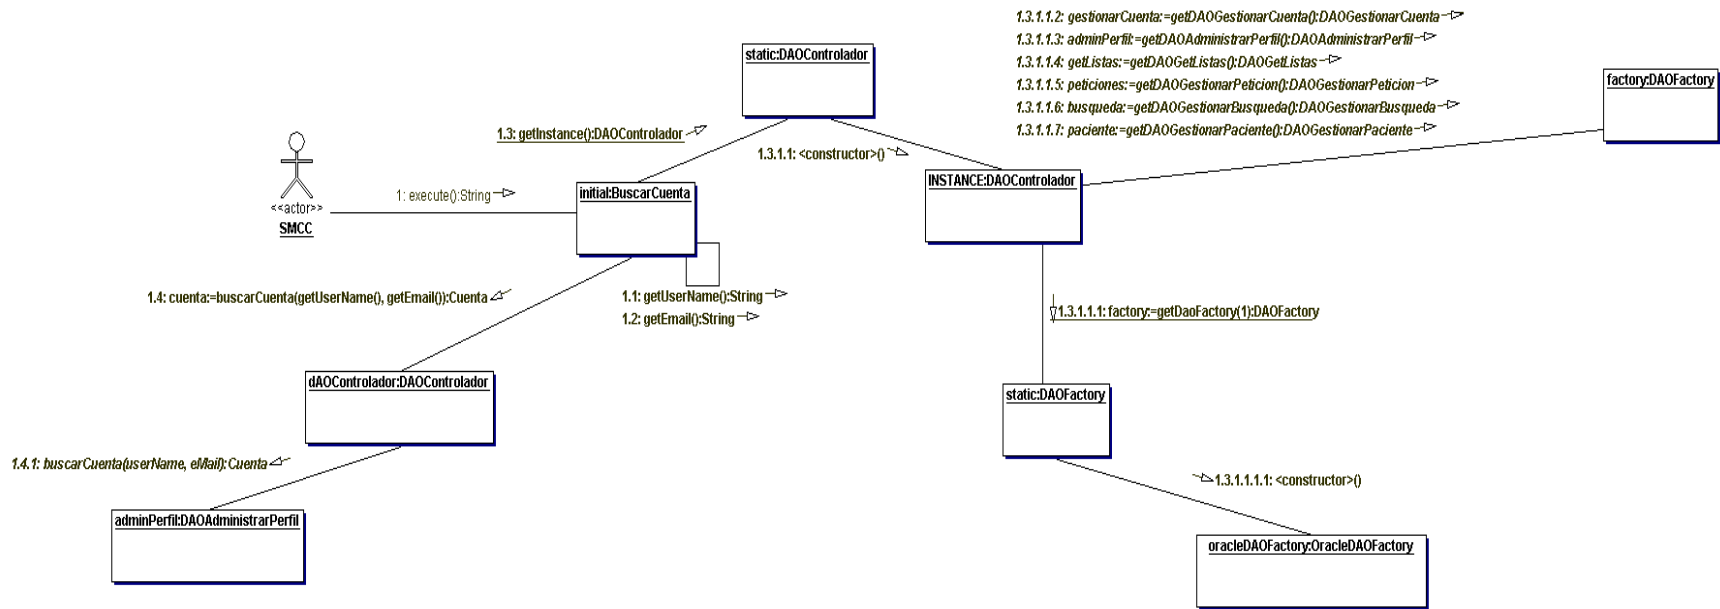 1.3.1.1.2: gestionarCuenta:=getDAOGestionarCuenta():DAOGestionarCuenta
1.3.1.1.3: adminPerfil:=getDAOAdministrarPerfil():DAOAdministrarPerfil
1.3.1.1.4: getListas:=getDAOGetListas():DAOGetListas
1.3.1.1.5: peticiones:=getDAOGestionarPeticion():DAOGestionarPeticion
1.3.1.1.6: busqueda:=getDAOGestionarBusqueda():DAOGestionarBusqueda
1.3.1.1.7: paciente:=getDAOGestionarPaciente():DAOGestionarPaciente
static:DAOControlador
factory:DAOFactory
1.3: getInstance():DAOControlador
1.3.1.1: <constructor>()
INSTANCE:DAOControlador
initial:BuscarCuenta
1: execute():String
<<actor>>
SMCC
1.4: cuenta:=buscarCuenta(getUserName(), getEmail()):Cuenta
1.1: getUserName():String
1.2: getEmail():String
1.3.1.1.1: factory:=getDaoFactory(1):DAOFactory
dAOControlador:DAOControlador
static:DAOFactory
1.4.1: buscarCuenta(userName, eMail):Cuenta
1.3.1.1.1.1: <constructor>()
adminPerfil:DAOAdministrarPerfil
oracleDAOFactory:OracleDAOFactory